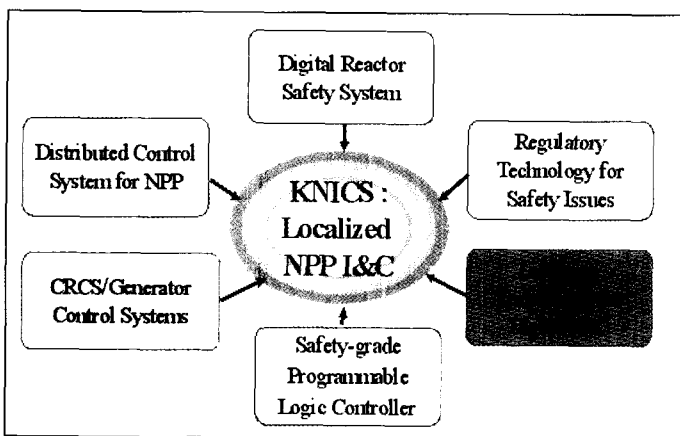 Digital Reactor
Safety System
Distributed Control
System for NPP
Regulatory
Technology for
Safety Issues
KNICS :
Localized
NPP I&C
CRCS/Generator
Control Systems
Safety-grade
Programmable
Logic Controller